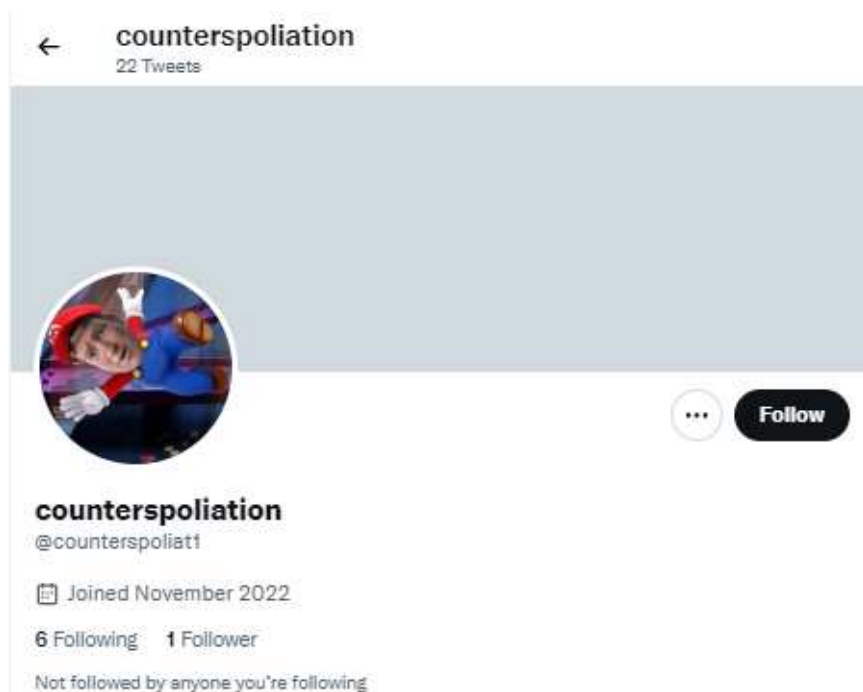 counterspoliation
22 Tweets
Follow
counterspoliation
@counterspoliat1
Joined November 2022
6 Following 1 Follower
Not followed by anyone you're following